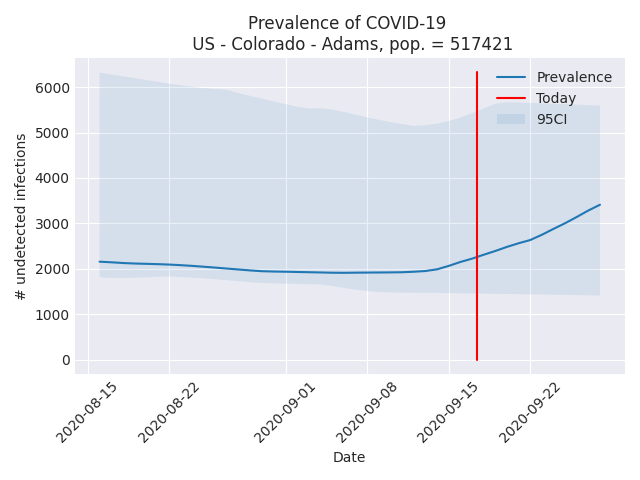 Prevalence of COVID-19
US - Colorado - Adams, pop. = 517421
Prevalence
Today
95CI
# undetected infections
6000
5000
4000
3000
2000
1000
0
2020-08-15
2020-08-22
2020-09-01
2020-09-08
2020-09-15
2020-09-22
Date